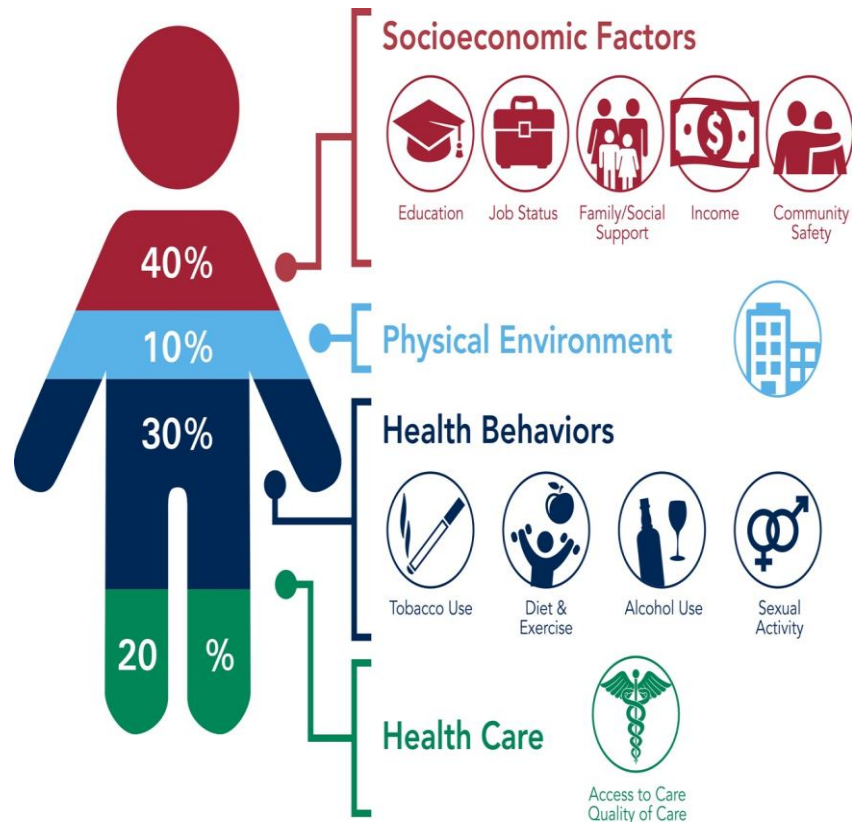 Socioeconomic Factors
Education
Job Status
Family/Social
Support
Income
Community
Safety
40%
10%
Physical Environment
30%
Health Behaviors
Tobacco Use
Diet &
Exercise
Alcohol Use
Sexual
Activity
20 %
Health Care
Access to Care
Quality of Care